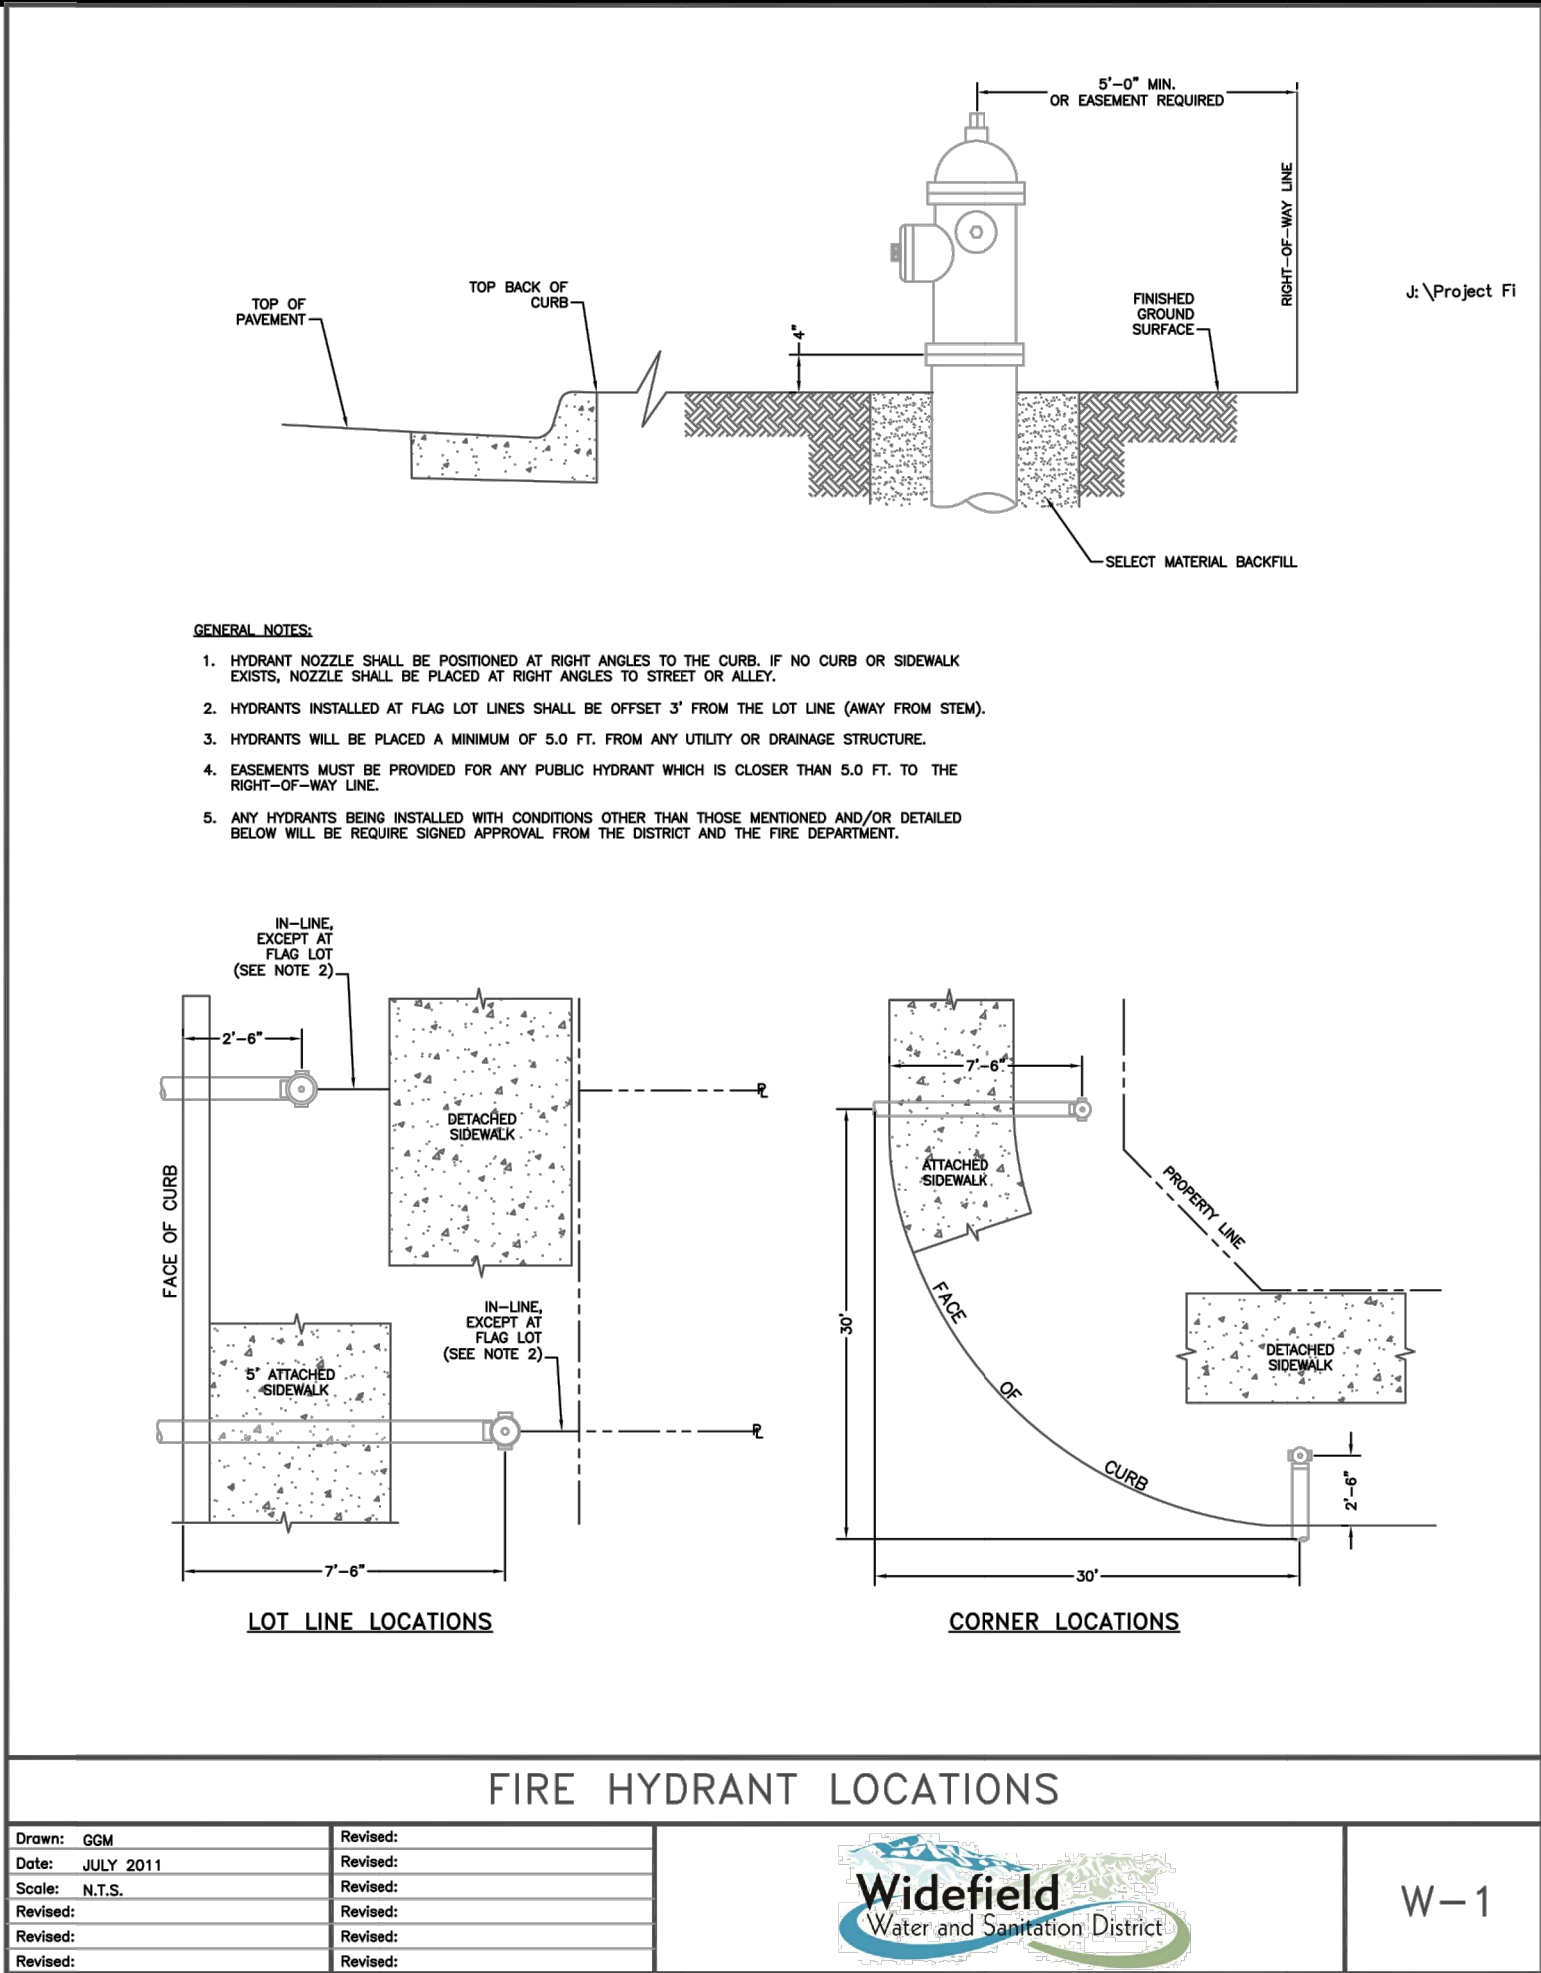 5'-0" MIN.
OR EASEMENT REQUIRED
RIGHT-OF-WAY LINE
J:\Project Fi
TOP BACK OF
CURB
TOP OF
PAVEMENT
4"
FINISHED
GROUND
SURFACE
SELECT MATERIAL BACKFILL
GENERAL NOTES:
1. HYDRANT NOZZLE SHALL BE POSITIONED AT RIGHT ANGLES TO THE CURB. IF NO CURB OR SIDEWALK
EXISTS, NOZZLE SHALL BE PLACED AT RIGHT ANGLES TO STREET OR ALLEY.
2. HYDRANTS INSTALLED AT FLAG LOT LINES SHALL BE OFFSET 3' FROM THE LOT LINE (AWAY FROM STEM).
3. HYDRANTS WILL BE PLACED A MINIMUM OF 5.0 FT. FROM ANY UTILITY OR DRAINAGE STRUCTURE.
4. EASEMENTS MUST BE PROVIDED FOR ANY PUBLIC HYDRANT WHICH IS CLOSER THAN 5.0 FT. TO THE
RIGHT-OF-WAY LINE.
5. ANY HYDRANTS BEING INSTALLED WITH CONDITIONS OTHER THAN THOSE MENTIONED AND/OR DETAILED
BELOW WILL BE REQUIRE SIGNED APPROVAL FROM THE DISTRICT AND THE FIRE DEPARTMENT.
IN-LINE,
EXCEPT AT
FLAG LOT
(SEE NOTE 2)
2'-6"
PL
DETACHED
SIDEWALK
FACE OF CURB
IN-LINE,
EXCEPT AT
FLAG LOT
(SEE NOTE 2)
5' ATTACHED
SIDEWALK
PL
7'-6"
LOT LINE LOCATIONS
7'-6"
ATTACHED
SIDEWALK
PROPERTY LINE
FACE OF CURB
30'
DETACHED
SIDEWALK
2'-6"
30'
CORNER LOCATIONS
FIRE HYDRANT LOCATIONS
Drawn: GGM
Date: JULY 2011
Scale: N.T.S.
Revised:
Revised:
Revised:
Revised:
Revised:
Revised:
Revised:
Revised:
Revised:
Widefield
Water and Sanitation District
W-1